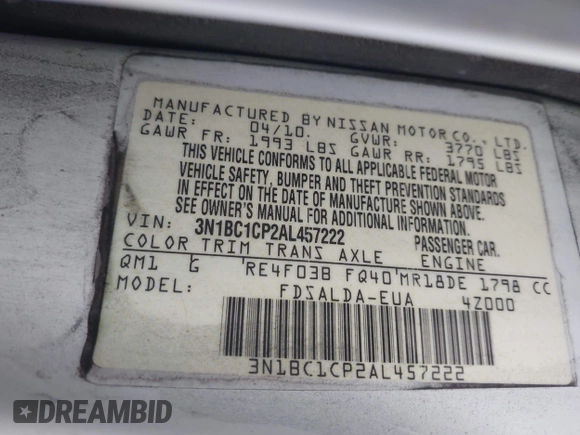 MANUFACTURED BY NISSAN MOTOR CO., LTD.
DATE: 04/10. GVWR: 3770 LBS
GAWR FR: 1993 LBS GAWR RR: 1795 LBS
THIS VEHICLE CONFORMS TO ALL APPLICABLE FEDERAL MOTOR
VEHICLE SAFETY, BUMPER AND THEFT PREVENTION STANDARDS
IN EFFECT ON THE DATE OF MANUFACTURE SHOWN ABOVE.
SEE OWNER'S MANUAL FOR ADDITIONAL INFORMATION.
VIN: 3N1BC1CP2AL457222 PASSENGER CAR.
COLOR TRIM TRANS AXLE ENGINE
QM1 G RE4F03B FQ40 MR18DE 1798 CC
FDSALDA-EUA 4Z000
3N1BC1CP2AL457222
DREAMBID